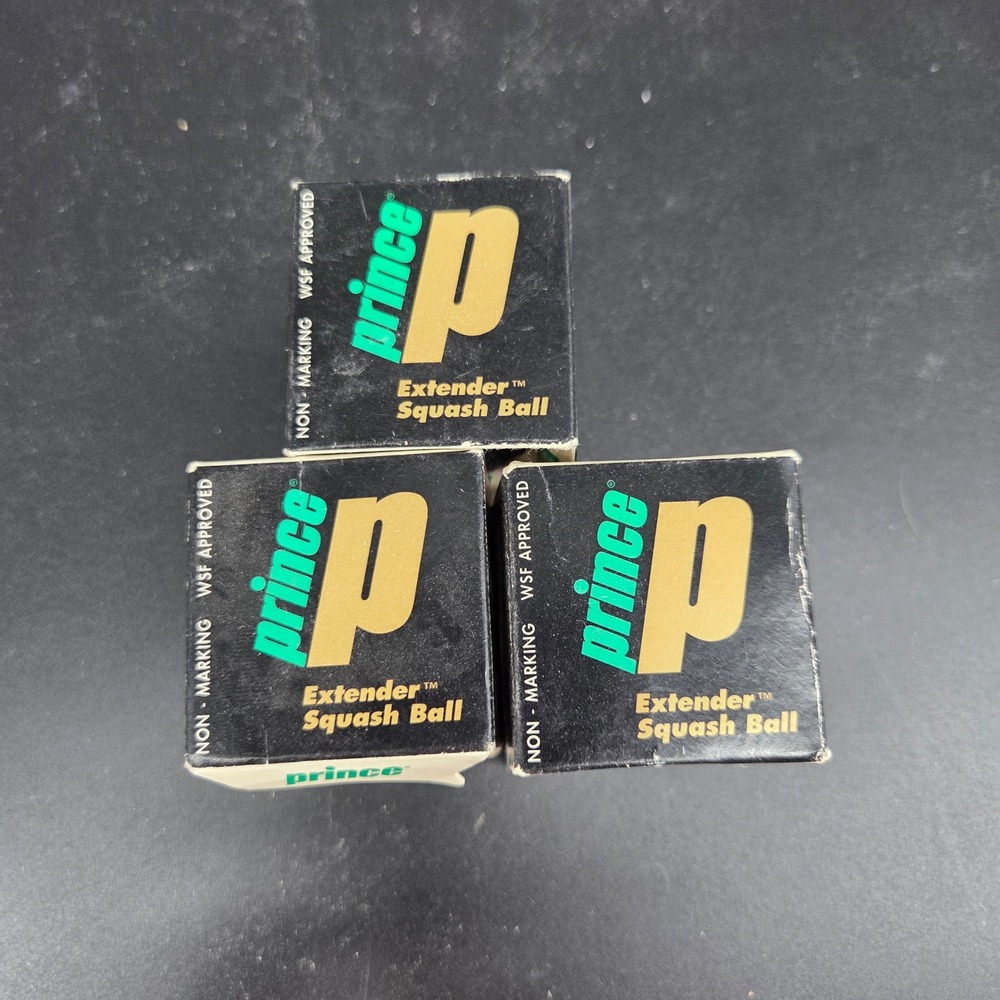 NON - MARKING WSF APPROVED
prince®
p
Extender™
Squash Ball
NON - MARKING WSF APPROVED
prince®
p
Extender™
Squash Ball
prince
NON - MARKING WSF APPROVED
prince®
p
Extender™
Squash Ball